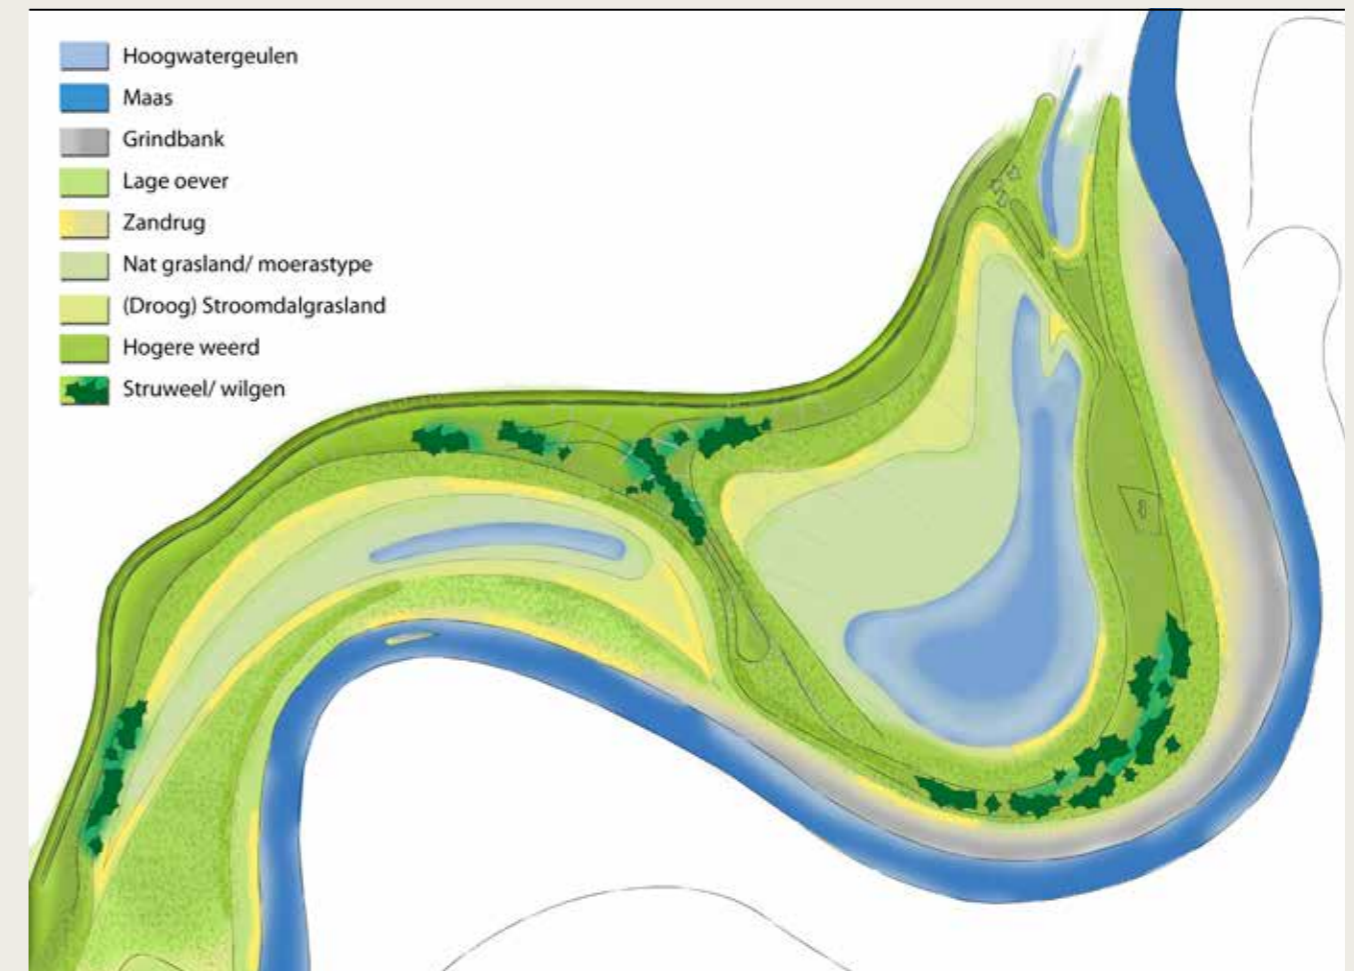 Hoogwatergeulen
Maas
Grindbank
Lage oever
Zandrug
Nat grasland/ moerastype
(Droog) Stroomdalgrasland
Hogere weerd
Struweel/ wilgen